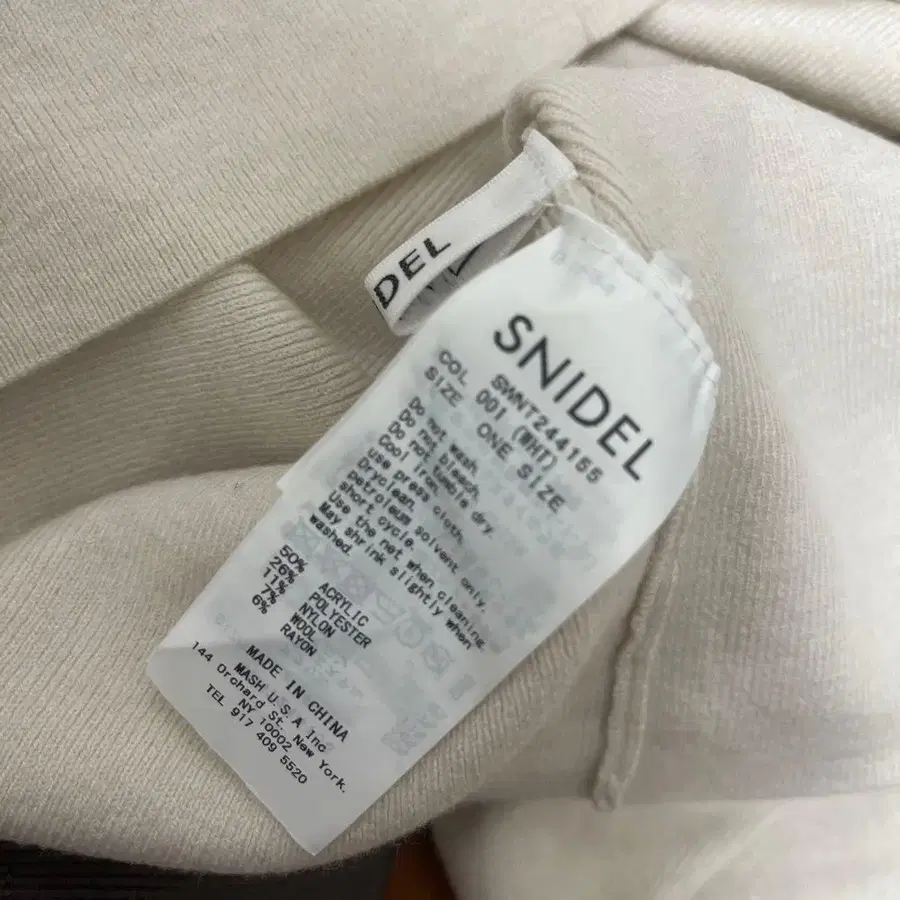 DEL
SNIDEL
SWNT244155
COL 001 (WHT)
SIZE ONE SIZE
Do not wash.
Do not bleach.
Do not tumble dry.
Cool iron,
use press cloth.
Dryclean,
petroleum solvent only,
short cycle.
Use the net when cleaning.
May shrink slightly when
washed.
50% ACRYLIC
26% POLYESTER
11% NYLON
7% WOOL
6% RAYON
MADE IN CHINA
MASH U.S.A Inc
144 Orchard St. New York.
NY 10002
TEL 917 409 5520